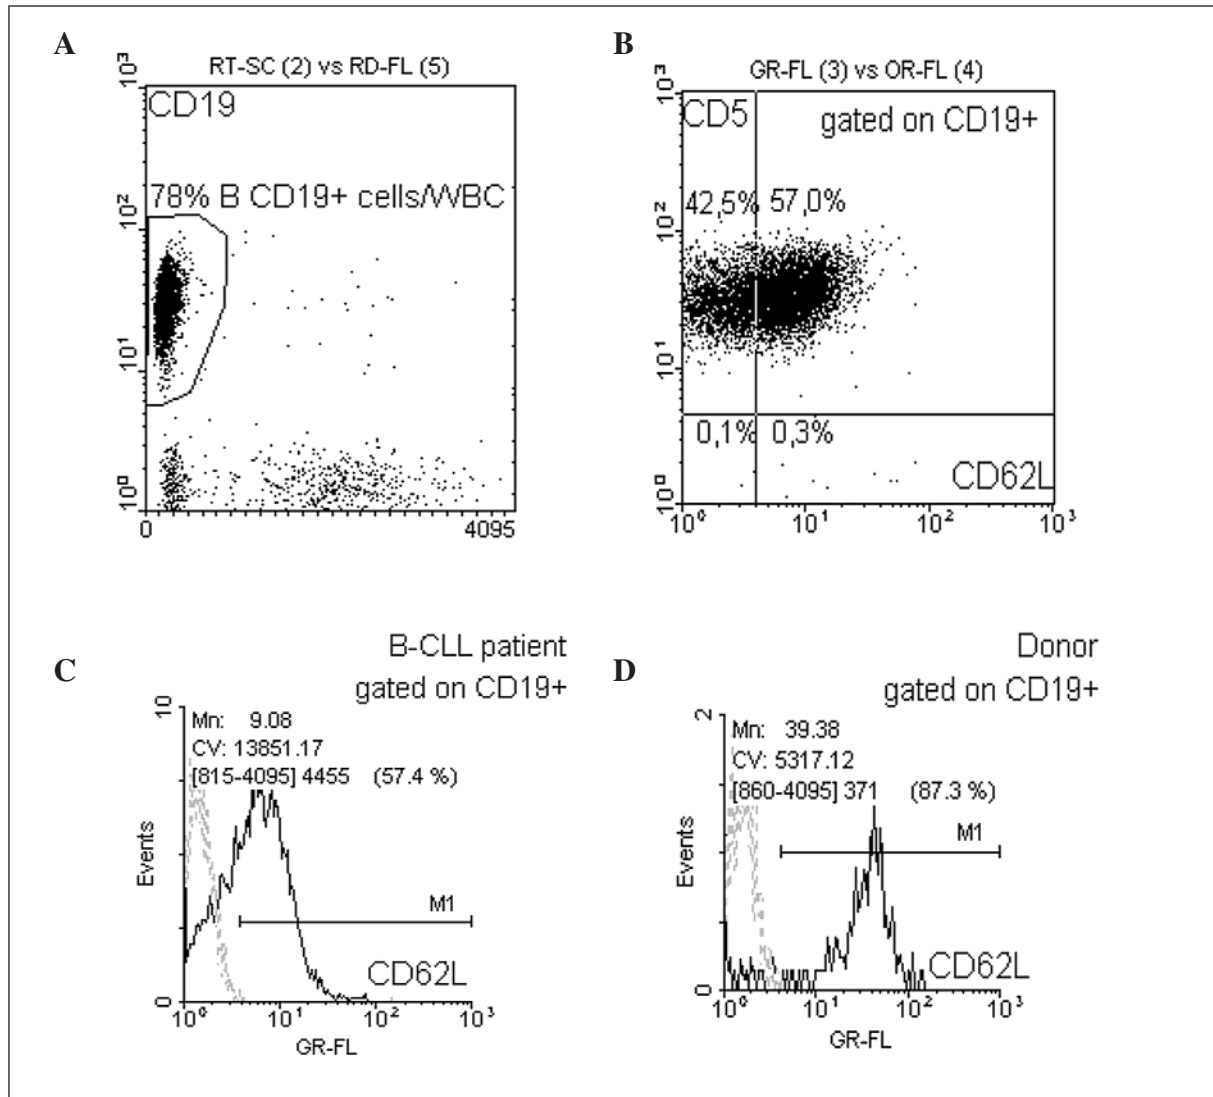 A
RT-SC (2) vs RD-FL (5)
10³
CD19
78% B CD19+ cells/WBC
10²
10¹
10⁰
0
4095
B
GR-FL (3) vs OR-FL (4)
10³
CD5
gated on CD19+
42,5%
57,0%
10²
10¹
0,1%
0,3%
CD62L
10⁰
10⁰
10¹
10²
10³
C
B-CLL patient
gated on CD19+
10
Mn: 9.08
CV: 13851.17
[815-4095] 4455 (57.4 %)
Events
M1
CD62L
0
10⁰
10¹
10²
10³
GR-FL
D
Donor
gated on CD19+
2
Mn: 39.38
CV: 5317.12
[860-4095] 371 (87.3 %)
M1
Events
CD62L
0
10⁰
10¹
10²
10³
GR-FL